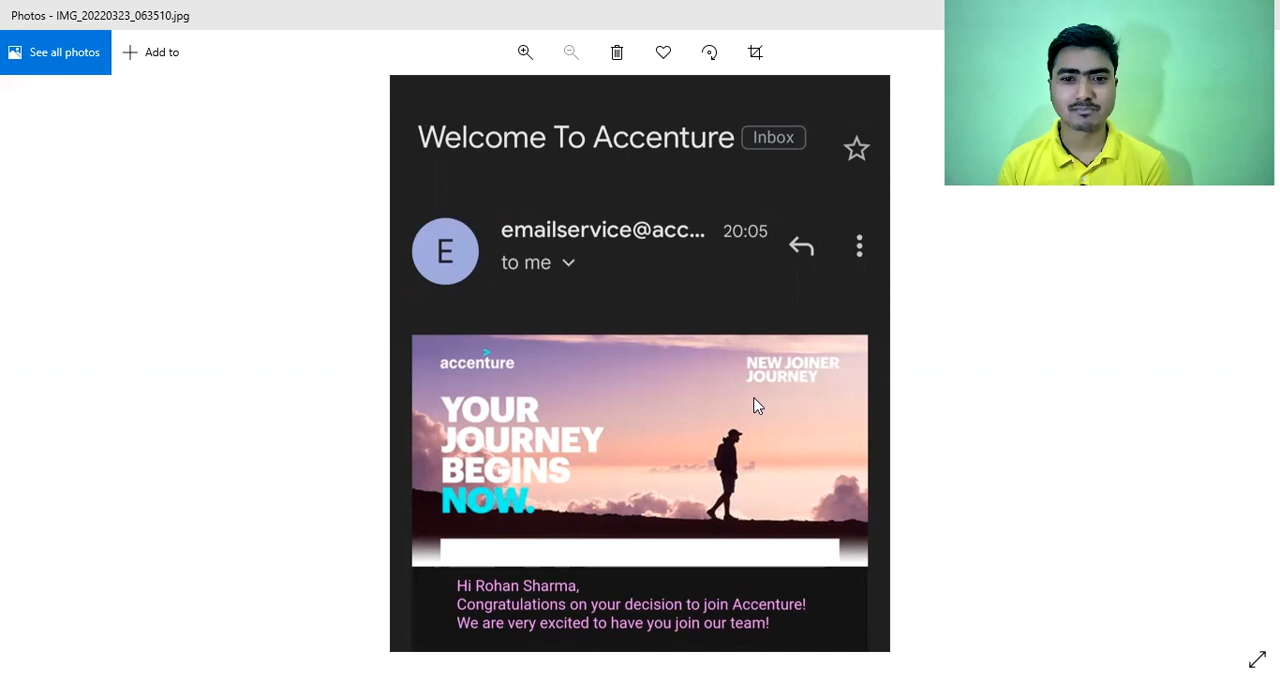 Photos - IMG_20220323_063510.jpg
See all photos
Add to
Welcome To Accenture Inbox
E
emailservice@acc... 20:05
to me
accenture
NEW JOINER
JOURNEY
YOUR
JOURNEY
BEGINS
NOW.
Hi Rohan Sharma,
Congratulations on your decision to join Accenture!
We are very excited to have you join our team!